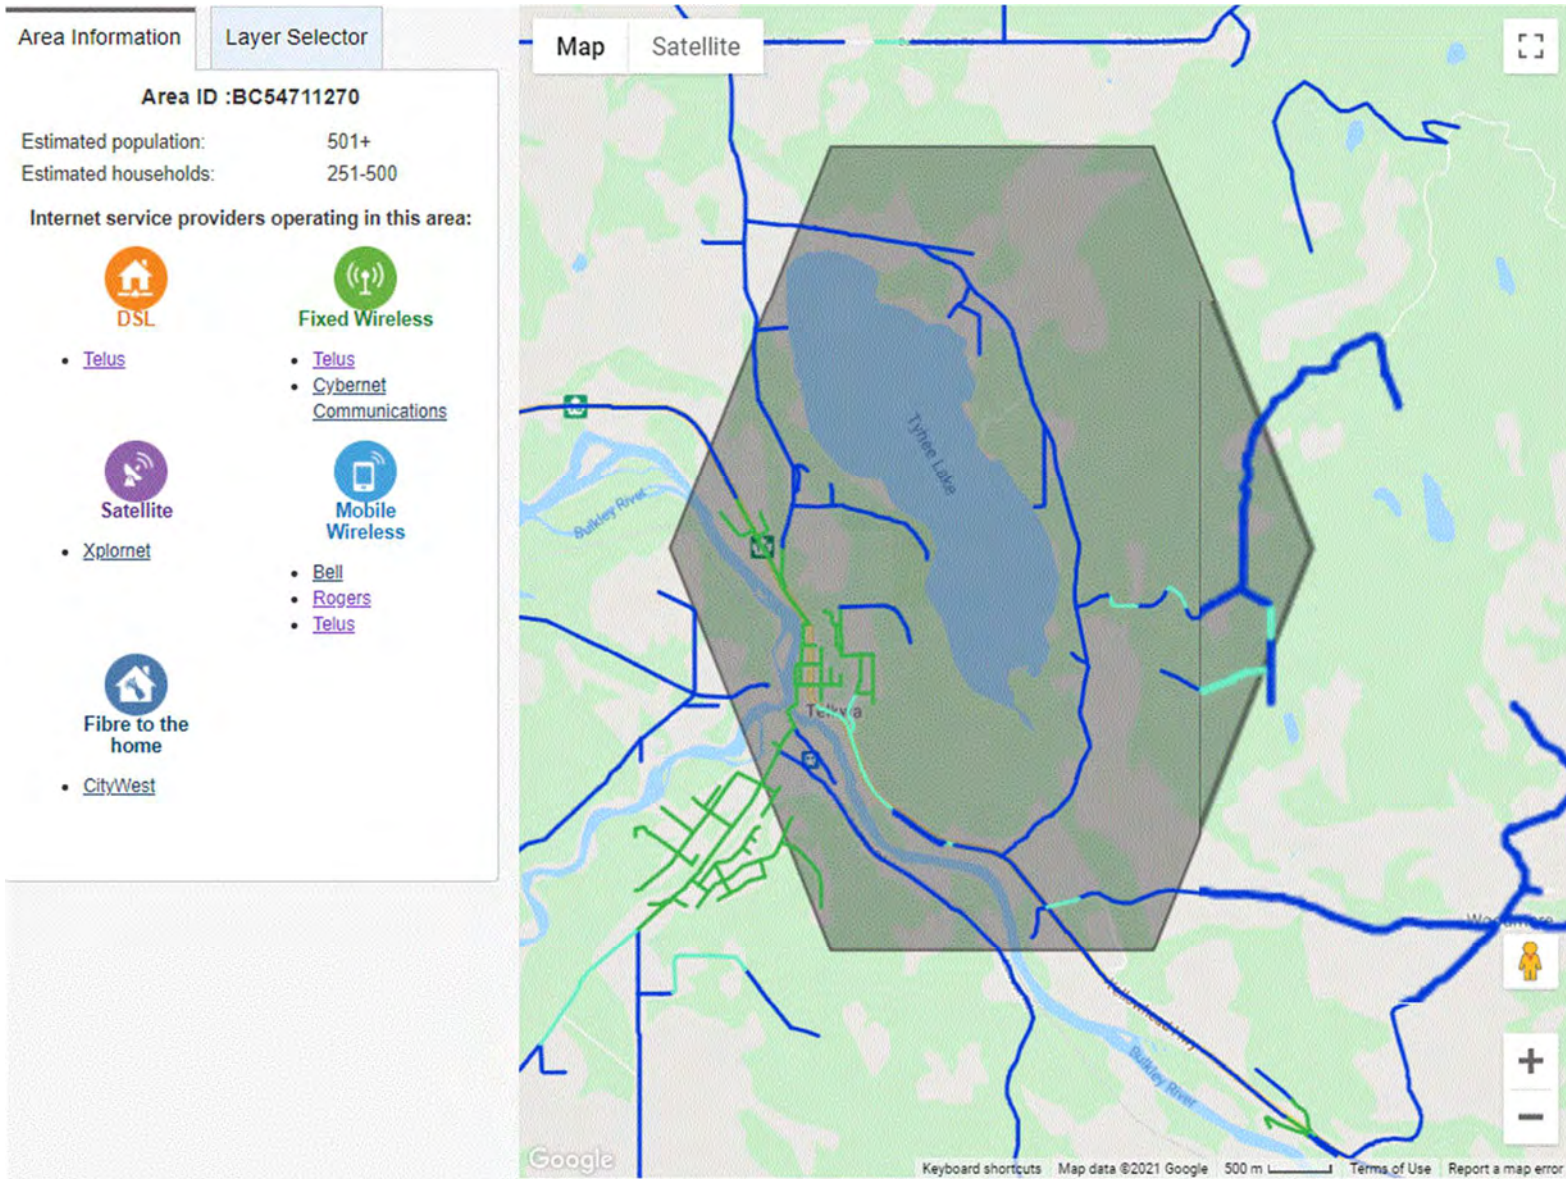 Area Information
Layer Selector
Area ID :BC54711270
Estimated population: 501+
Estimated households: 251-500
Internet service providers operating in this area:
DSL
Fixed Wireless
• Telus
• Telus
• Cybernet
Communications
Satellite
Mobile
Wireless
• Xplornet
• Bell
• Rogers
• Telus
Fibre to the
home
• CityWest
Map
Satellite
Tyhee Lake
Bulkley River
Telkwa
Yellowhead Hwy
Bulkley River
Google
Keyboard shortcuts
Map data ©2021 Google
500 m
Terms of Use
Report a map error